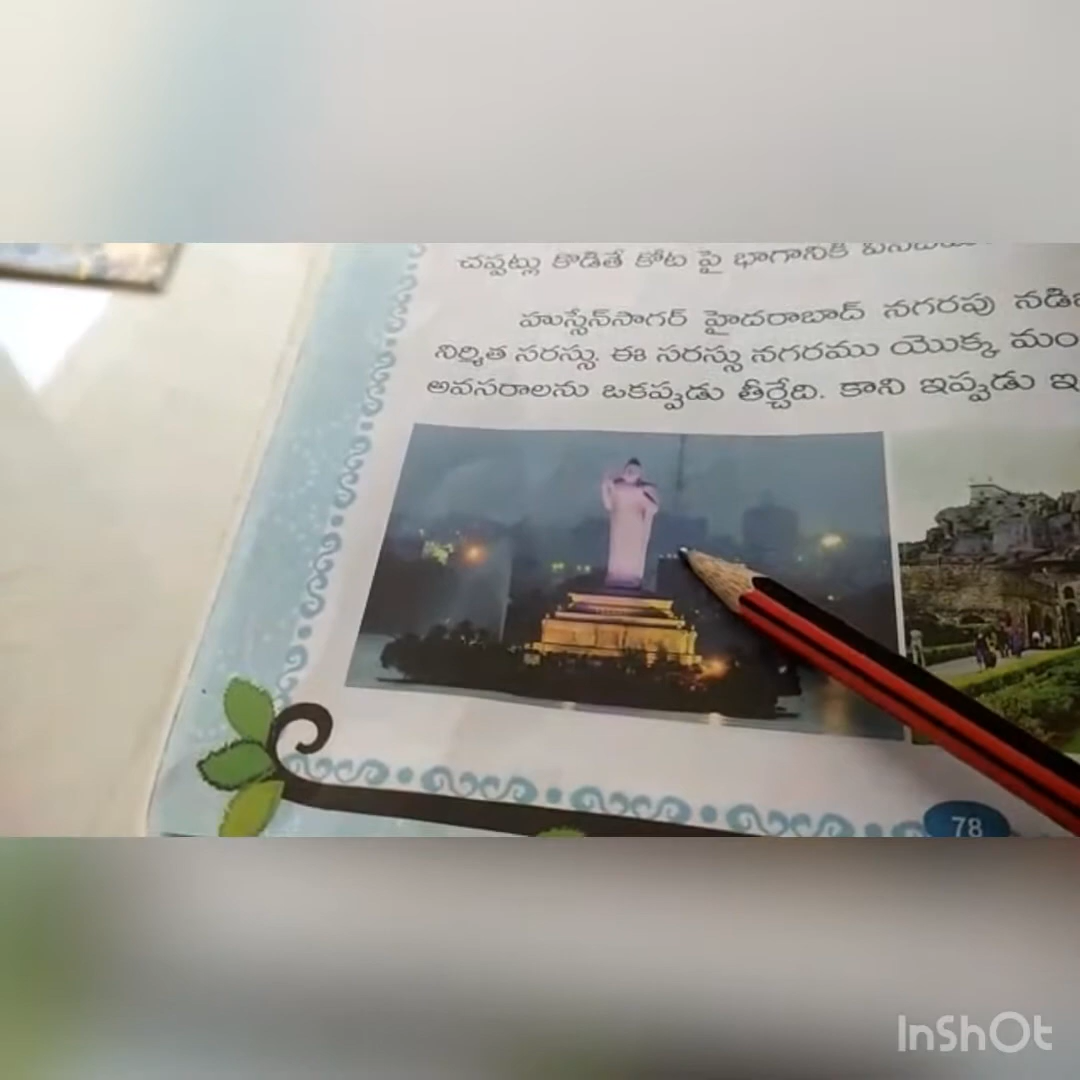 చప్పట్లు కొడితే కోట పై భాగానికి
హుస్సేన్‌సాగర్ హైదరాబాద్ నగరపు
నిర్మిత సరస్సు. ఈ సరస్సు నగరము యొక్క
అవసరాలను ఒకప్పుడు తీర్చేది. కాని ఇప్పుడు
78
InShOt